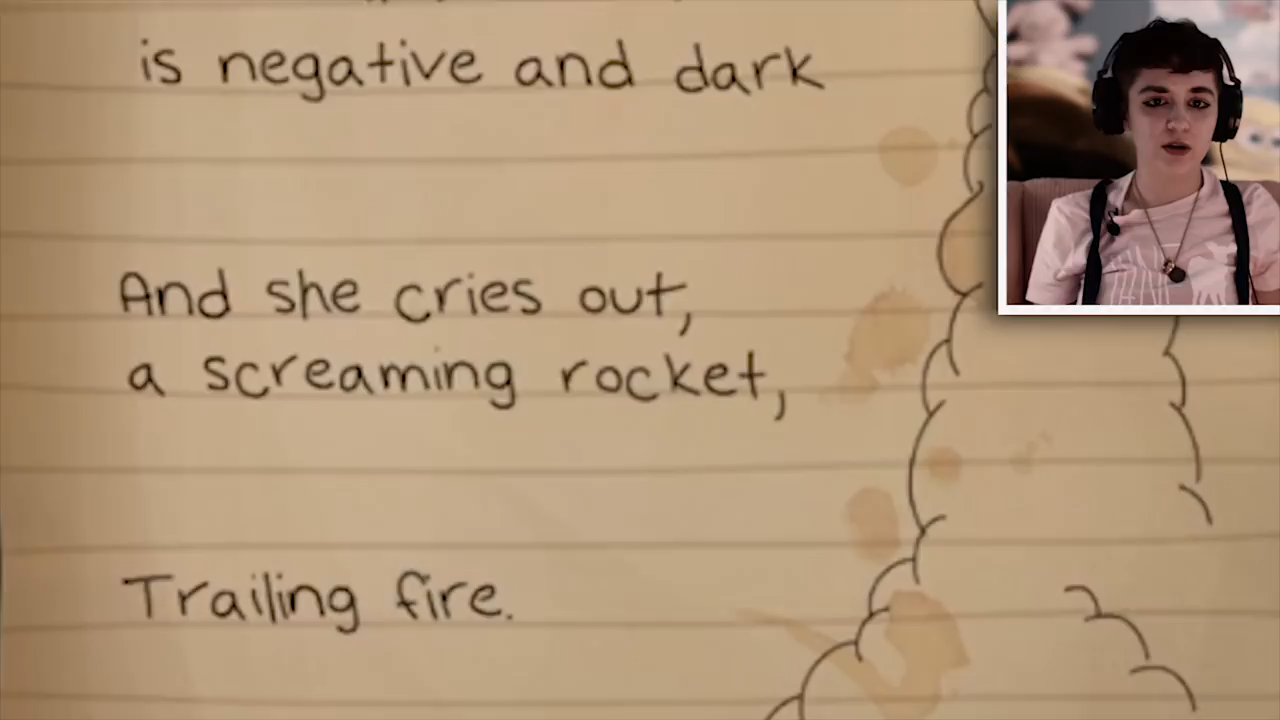 is negative and dark
And she cries out,
a screaming rocket,
Trailing fire.